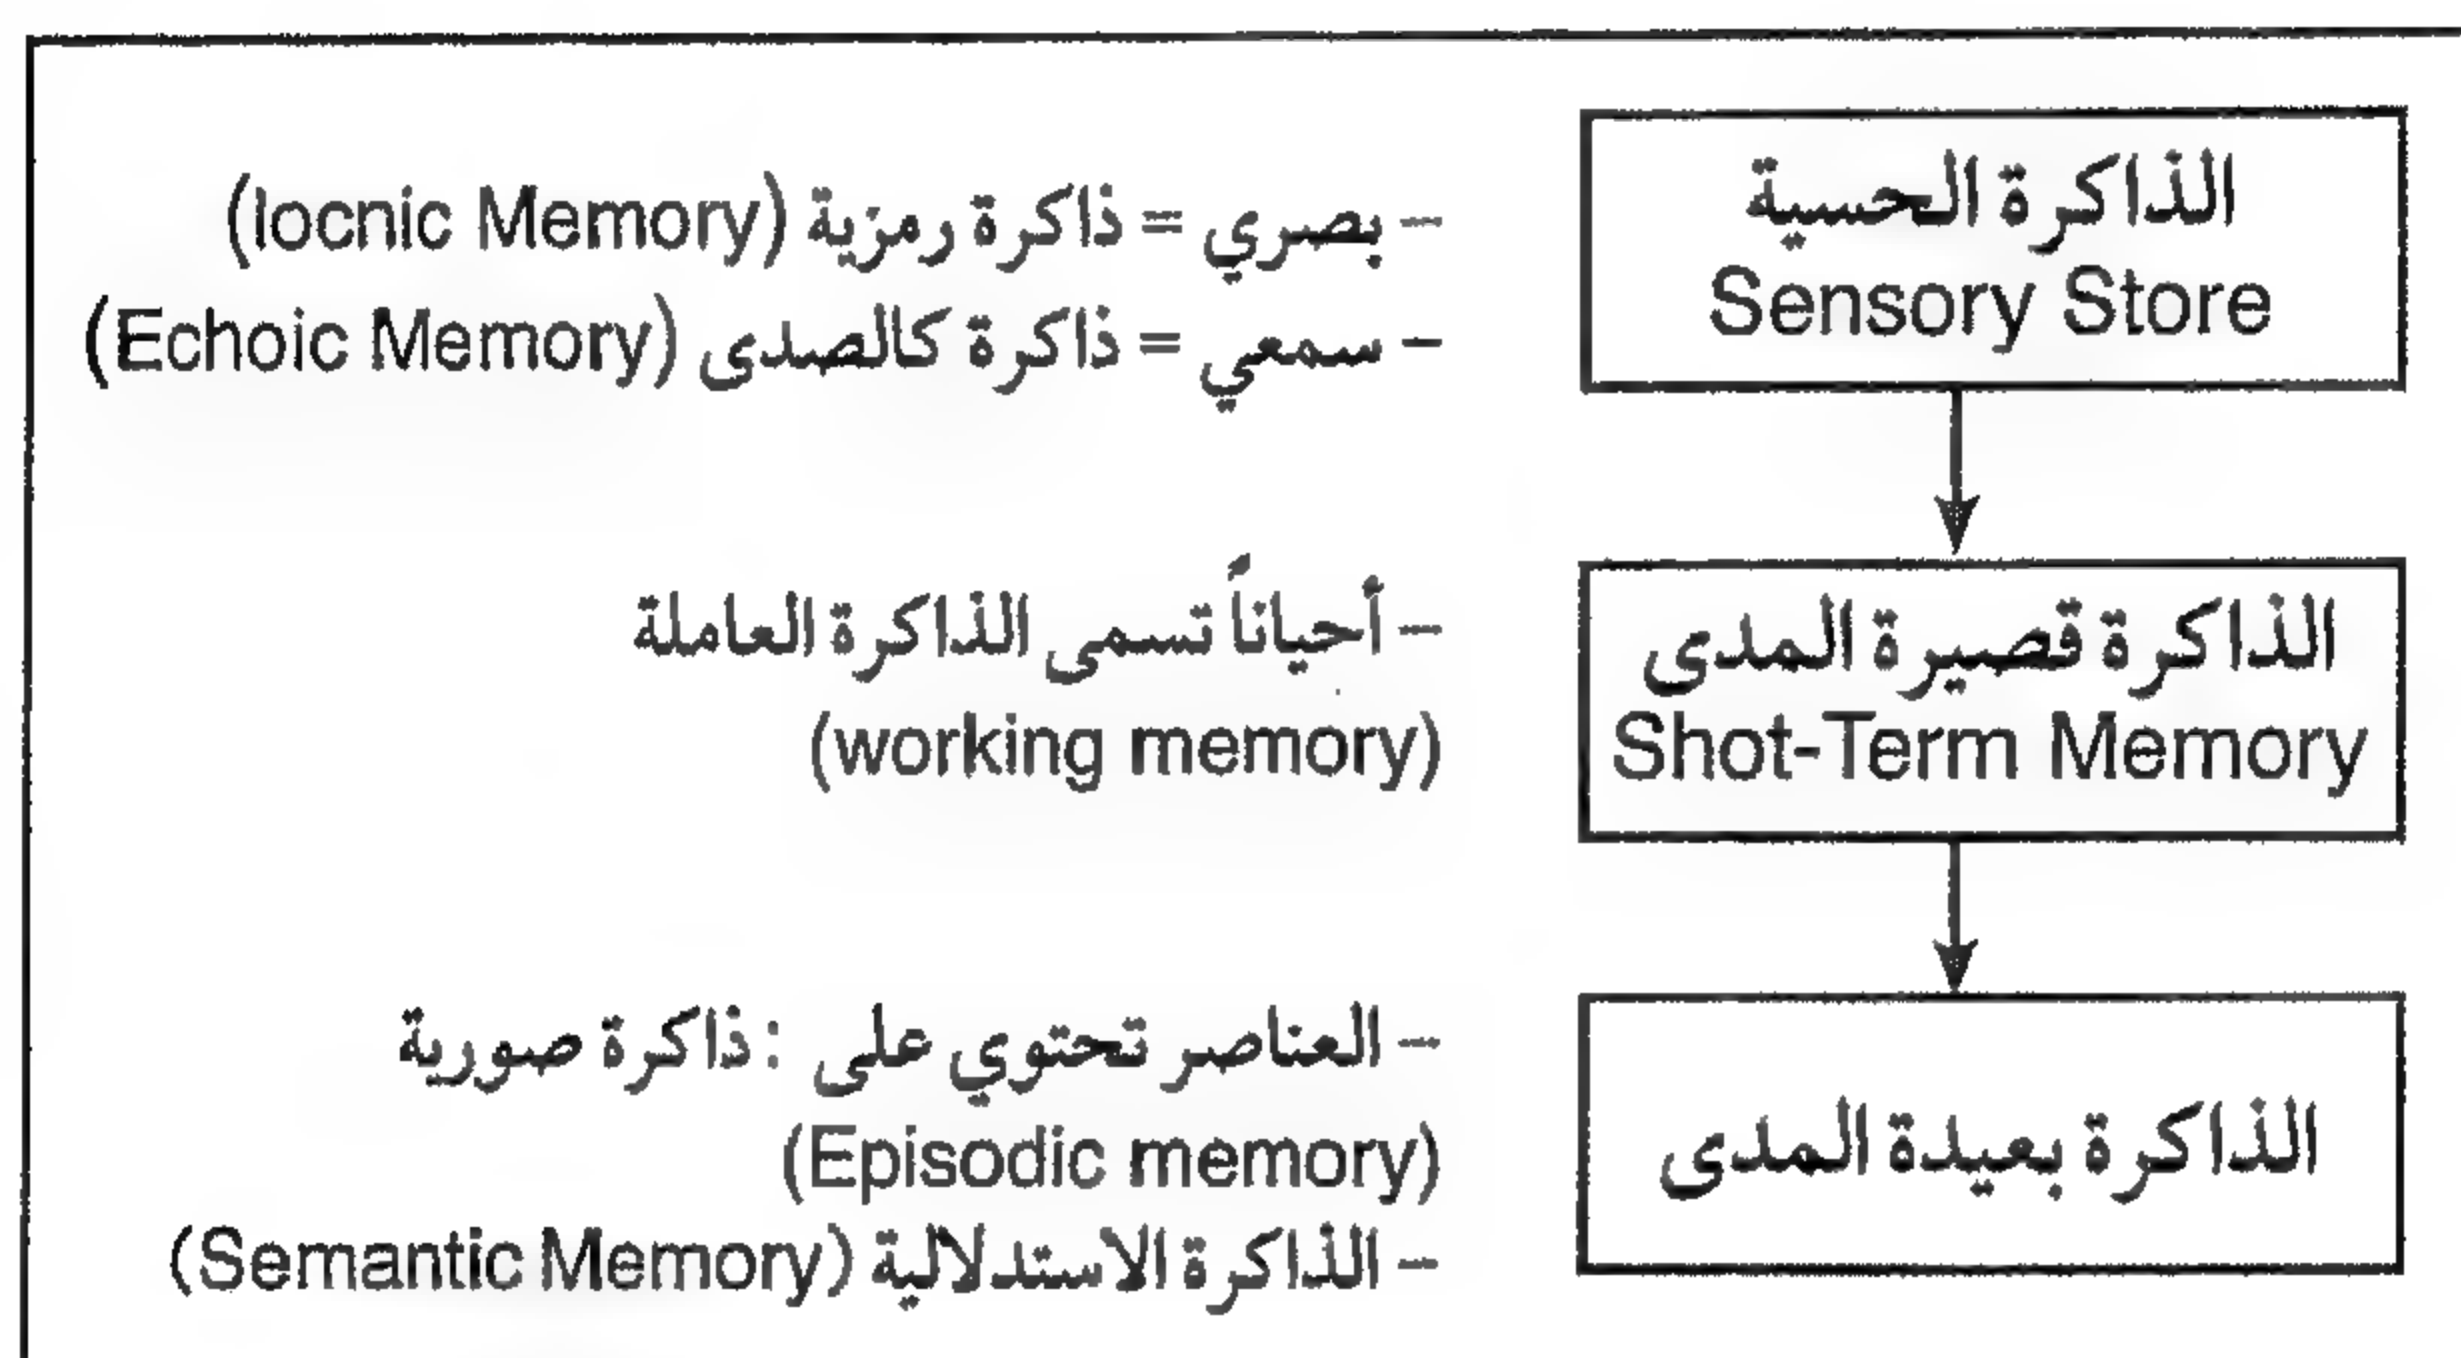 الذاكرة الحسية
Sensory Store
– بصري = ذاكرة رمزية (Iocnic Memory)
– سمعي = ذاكرة كالصدى (Echoic Memory)
الذاكرة قصيرة المدى
Shot-Term Memory
– أحياناً تسمى الذاكرة العاملة
(working memory)
الذاكرة بعيدة المدى
– العناصر تحتوي على : ذاكرة صورية
(Episodic memory)
– الذاكرة الاستدلالية (Semantic Memory)